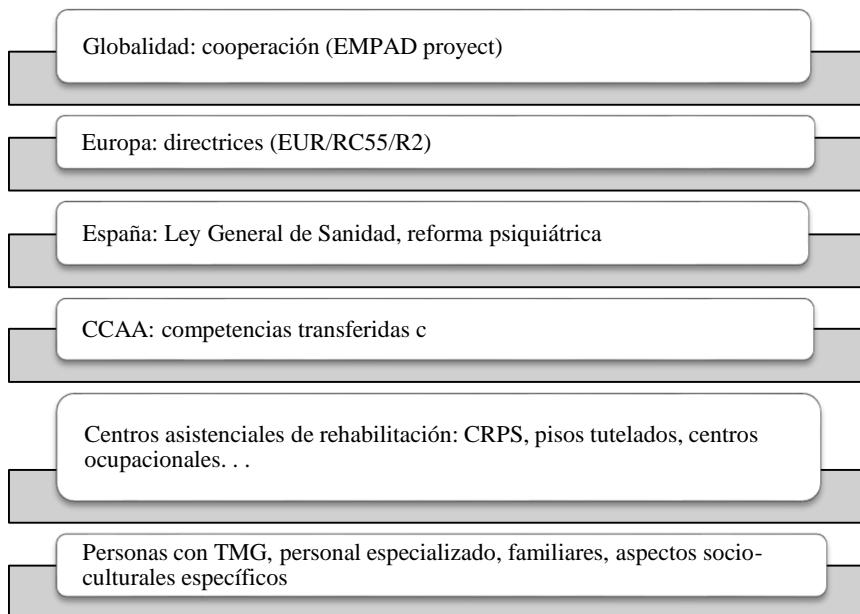 Globalidad: cooperación (EMPAD proyect)
Europa: directrices (EUR/RC55/R2)
España: Ley General de Sanidad, reforma psiquiátrica
CCAA: competencias transferidas c
Centros asistenciales de rehabilitación: CRPS, pisos tutelados, centros
ocupacionales. . .
Personas con TMG, personal especializado, familiares, aspectos socio-
culturales específicos